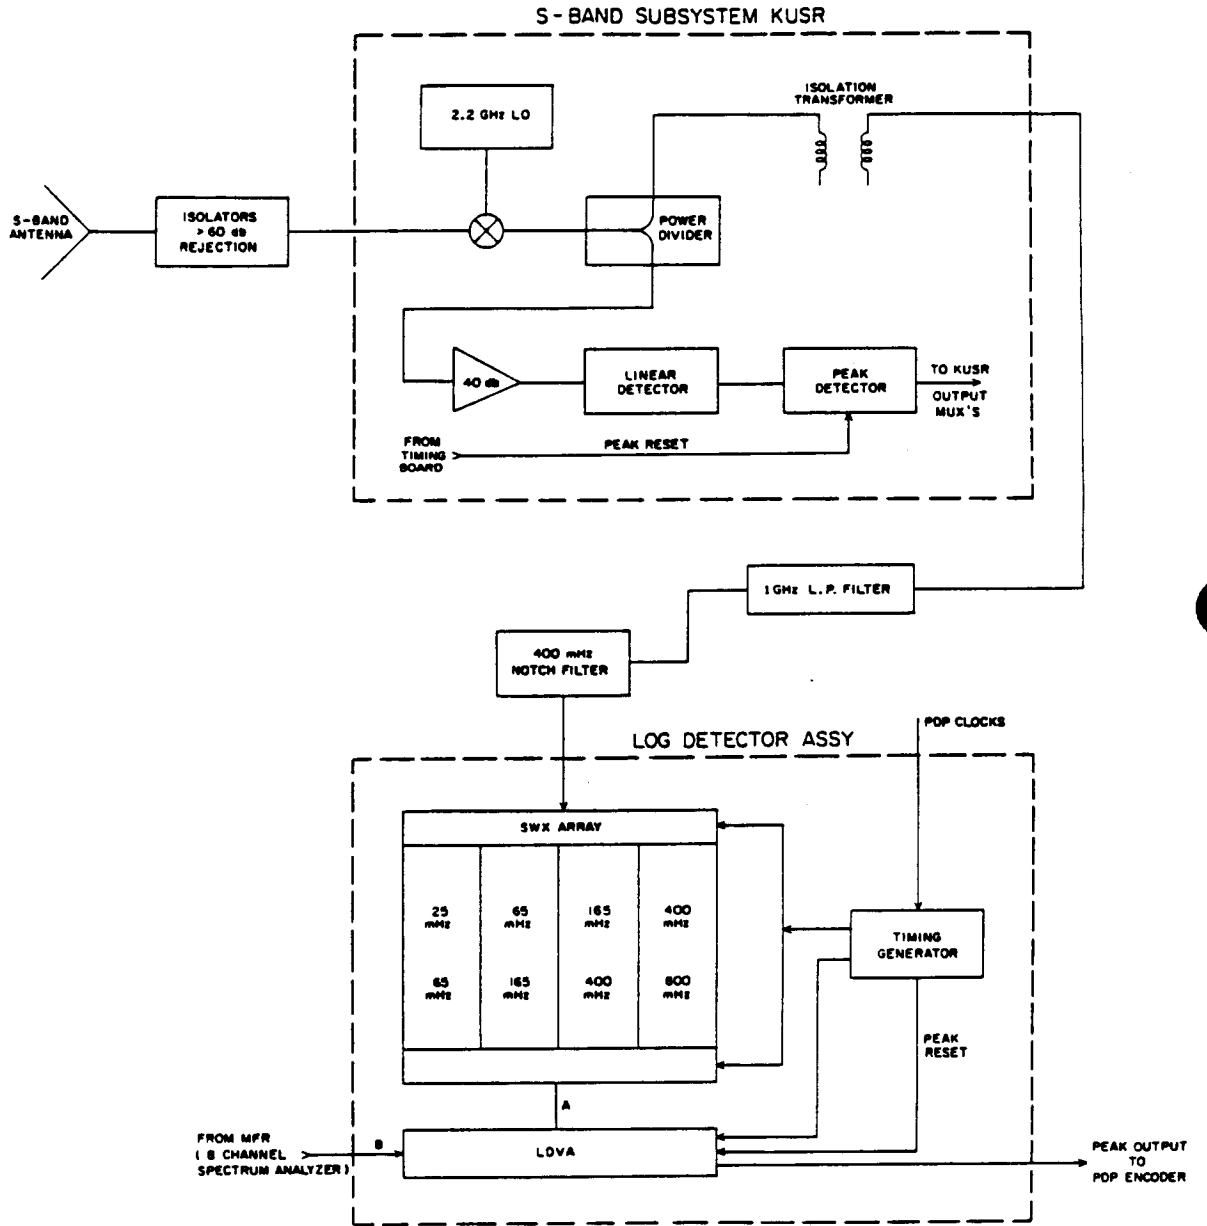 S-BAND SUBSYSTEM KUSR
ISOLATION
TRANSFORMER
2.2 GHz LO
S-BAND
ANTENNA
ISOLATORS
>60 db
REJECTION
POWER
DIVIDER
40 db
LINEAR
DETECTOR
PEAK
DETECTOR
TO KUSR
OUTPUT
MUX'S
FROM
TIMING
BOARD
PEAK RESET
1GHz L.P. FILTER
400 mHz
NOTCH FILTER
LOG DETECTOR ASSY
PDP CLOCKS
SWX ARRAY
25
mHz
65
mHz
165
mHz
400
mHz
65
mHz
165
mHz
400
mHz
800
mHz
TIMING
GENERATOR
PEAK
RESET
A
FROM MFR
( 8 CHANNEL
SPECTRUM ANALYZER)
B
LDVA
PEAK OUTPUT
TO
PDP ENCODER